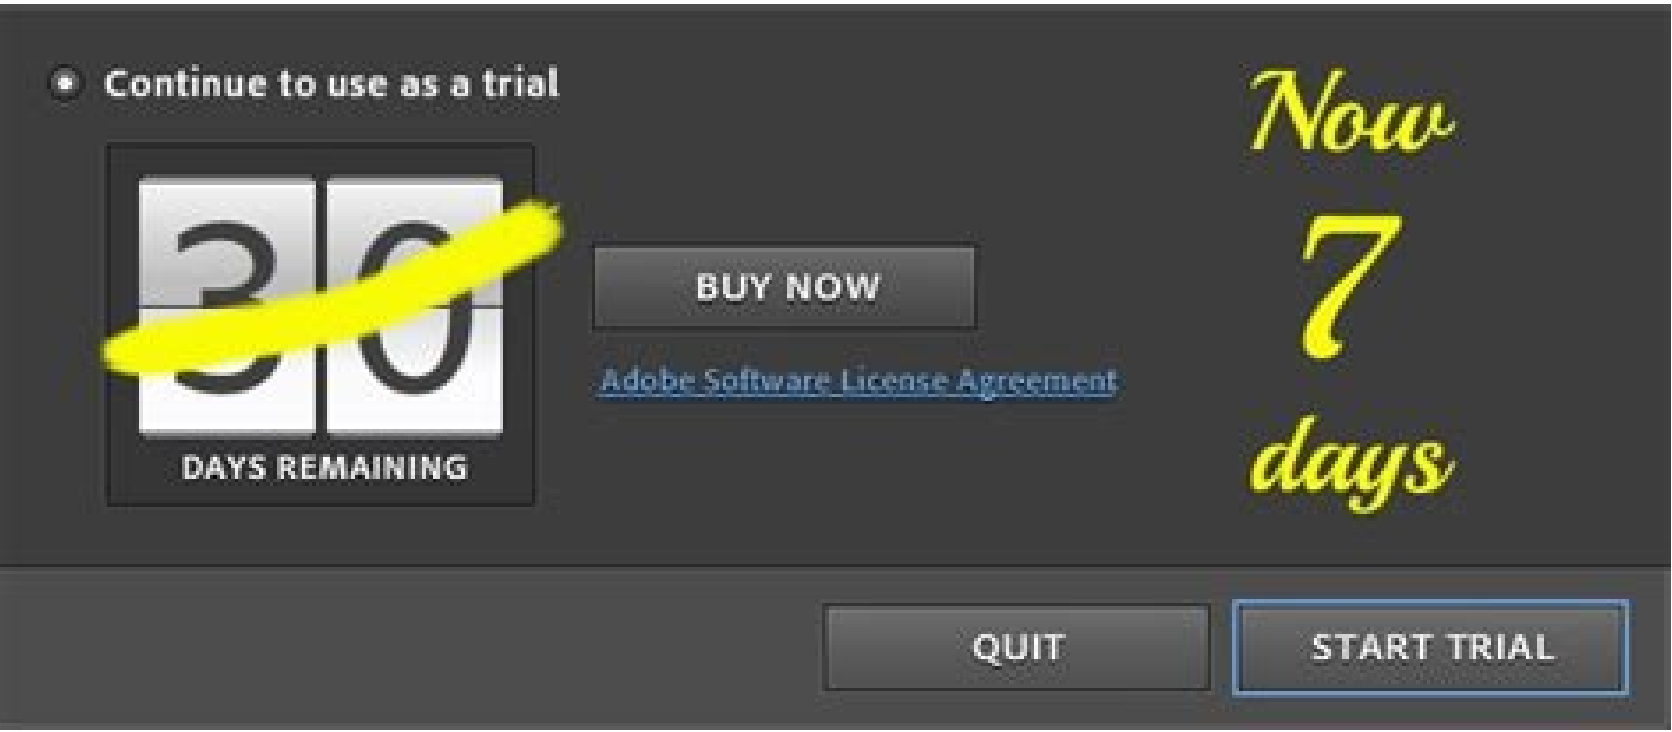 Continue to use as a trial
30
DAYS REMAINING
BUY NOW
Adobe Software License Agreement
Now
7
days
QUIT
START TRIAL